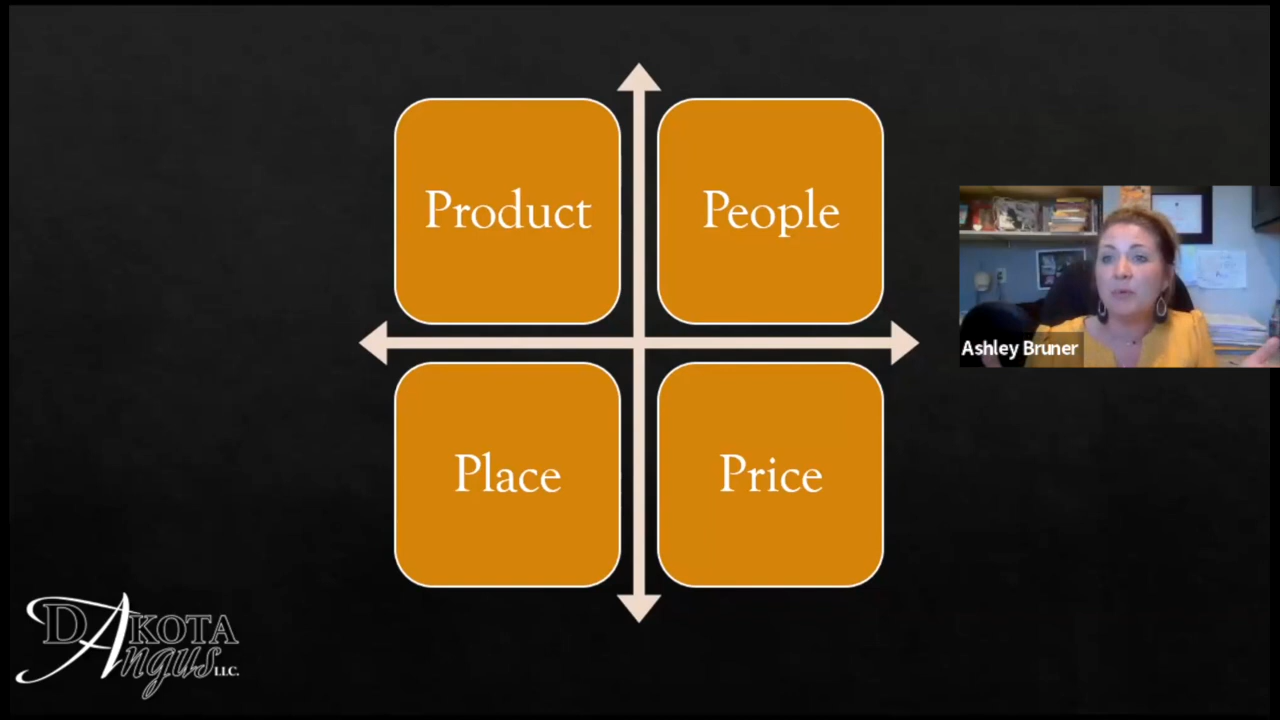 Product
People
Place
Price
Ashley Bruner
DAKOTA
Angus LLC.